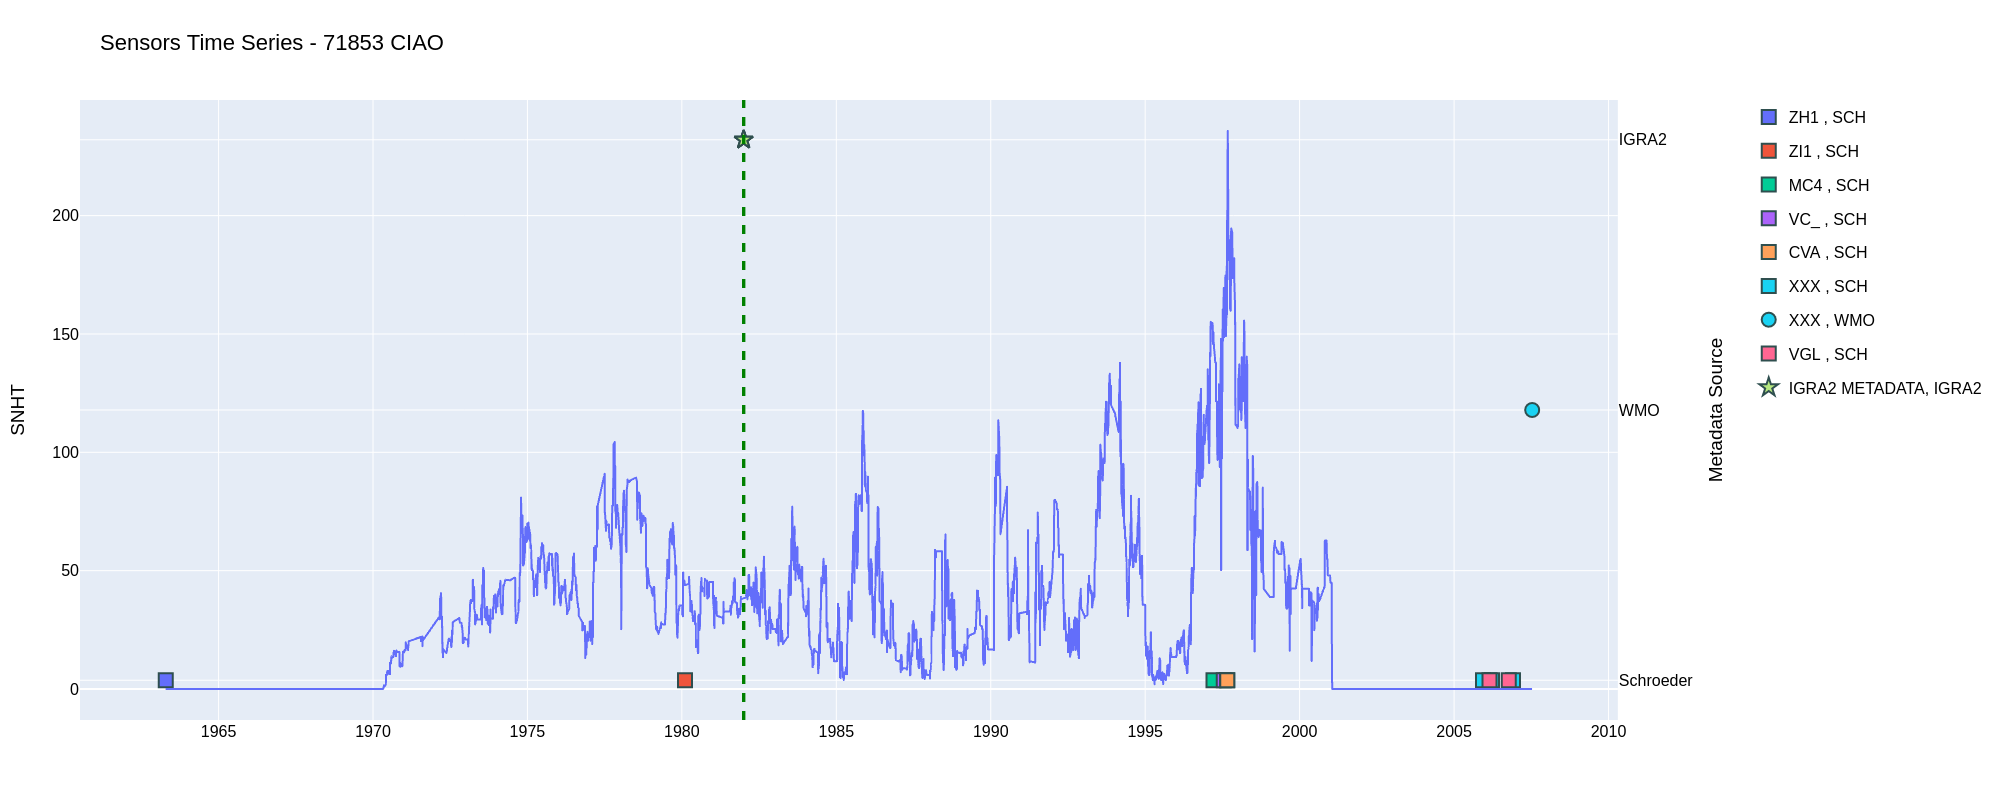 Sensors Time Series - 71853 CIAO
SNHT
200
150
100
50
0
1965
1970
1975
1980
1985
1990
1995
2000
2005
2010
IGRA2
WMO
Schroeder
Metadata Source
ZH1 , SCH
ZI1 , SCH
MC4 , SCH
VC_ , SCH
CVA , SCH
XXX , SCH
XXX , WMO
VGL , SCH
IGRA2 METADATA, IGRA2